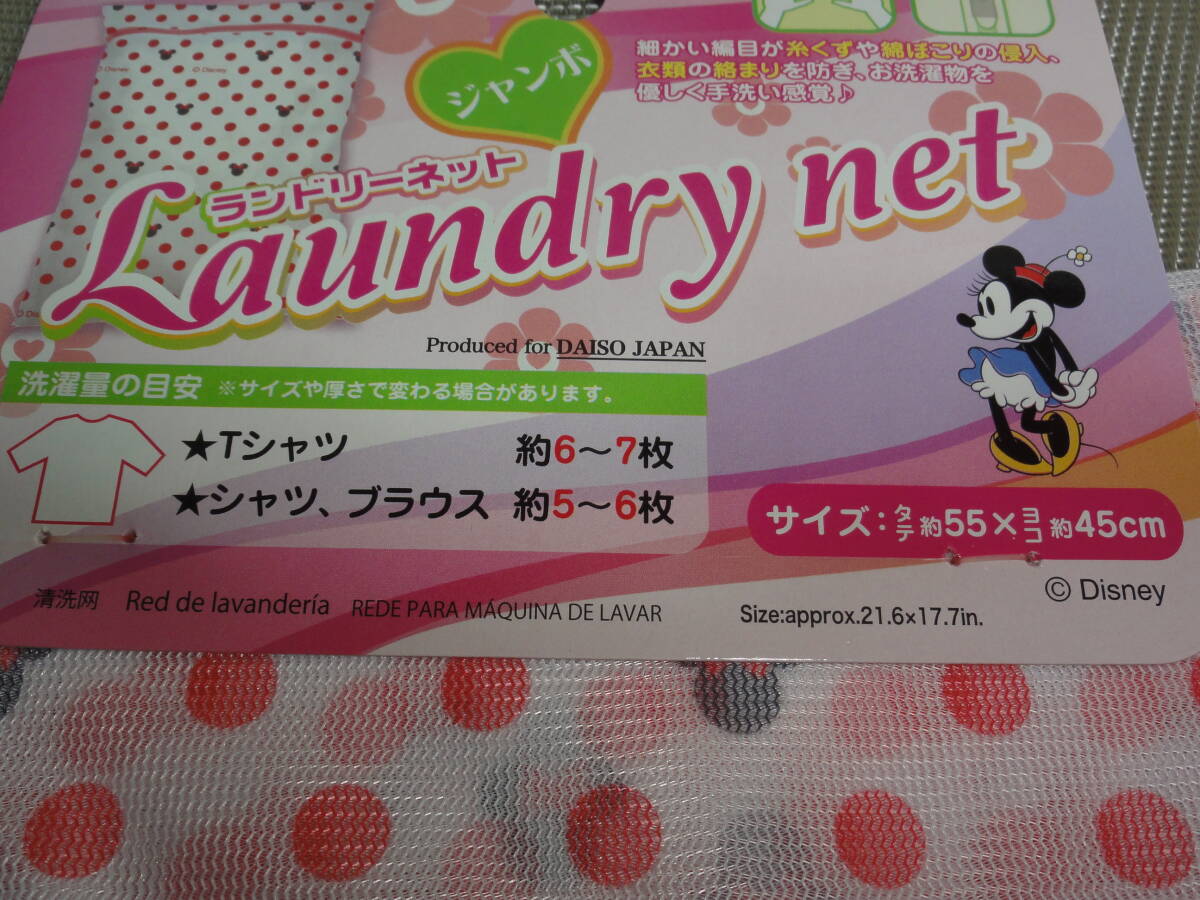 © Disney
© Disney
ジャンボ
細かい編目が糸くずや綿ぼこりの侵入、
衣類の絡まりを防ぎ、お洗濯物を
優しく手洗い感覚♪
ランドリーネット
Laundry net
Produced for DAISO JAPAN
洗濯量の目安 ※サイズや厚さで変わる場合があります。
★Tシャツ 約6～7枚
★シャツ、ブラウス 約5～6枚
サイズ：タテ約55×ヨコ約45cm
© Disney
清洗网 Red de lavandería REDE PARA MÁQUINA DE LAVAR Size:approx.21.6×17.7in.